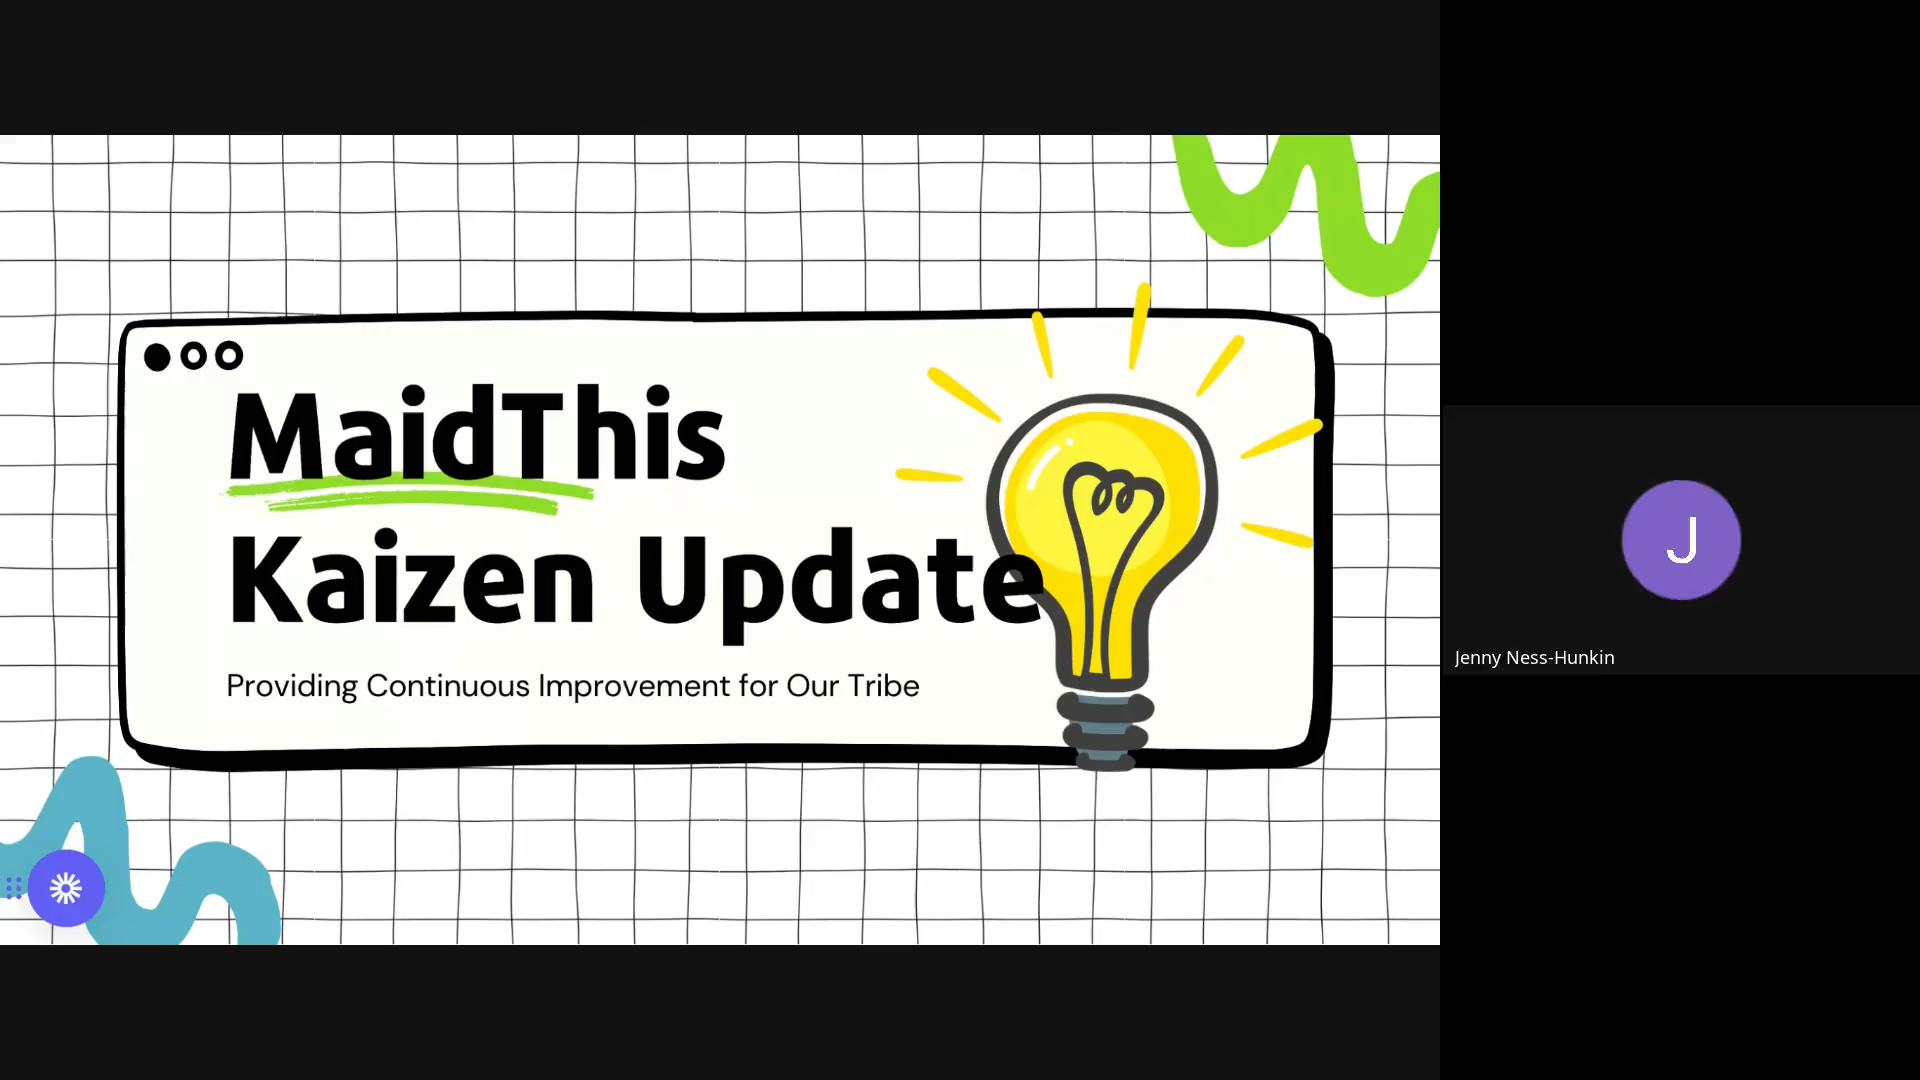 MaidThis
Kaizen Update
Providing Continuous Improvement for Our Tribe
J
Jenny Ness-Hunkin